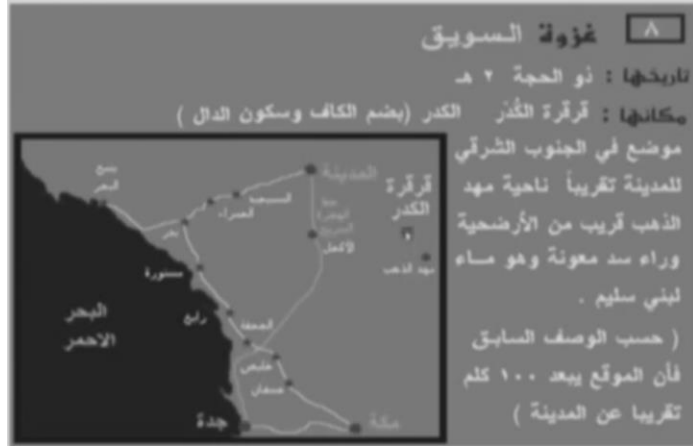 ٨ غزوة السويق
تاريخها : ذو الحجة ٢ هـ
مكانها : قرقرة الكُدْر الكدر (بضم الكاف وسكون الدال )
موضع في الجنوب الشرقي
للمدينة تقريباً ناحية مهد
الذهب قريب من الأرضحية
وراء سد معونة وهو ماء
لبني سليم .
( حسب الوصف السابق
فأن الموقع يبعد ١٠٠ كلم
تقريبا عن المدينة )
المدينة
قرقرة
الكدر
مهد الذهب
ينبع
البحر
بدر
مستورة
رابغ
الجحفة
خليص
عسفان
مكة
جدة
البحر
الاحمر